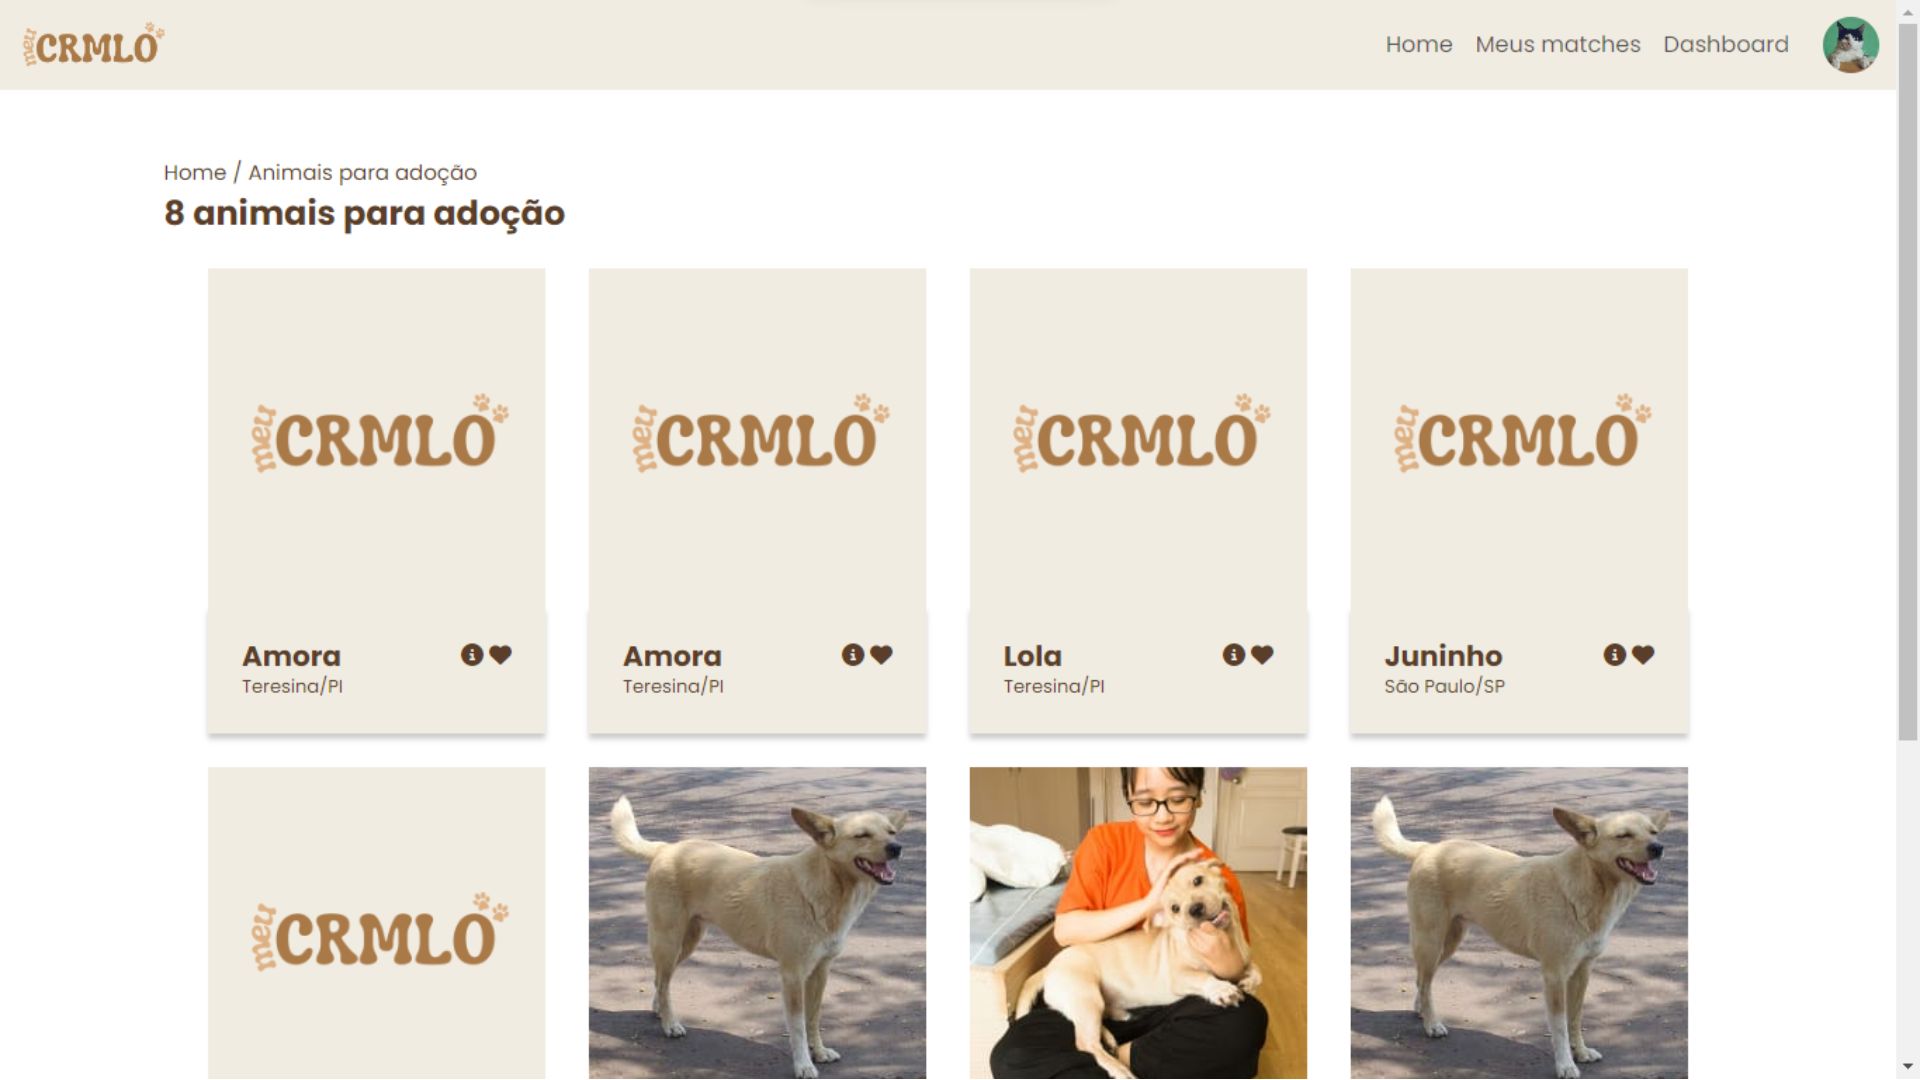 meu CRMLO
Home Meus matches Dashboard
Home / Animais para adoção
8 animais para adoção
meu CRMLO
meu CRMLO
meu CRMLO
meu CRMLO
Amora
Teresina/PI
Amora
Teresina/PI
Lola
Teresina/PI
Juninho
São Paulo/SP
meu CRMLO